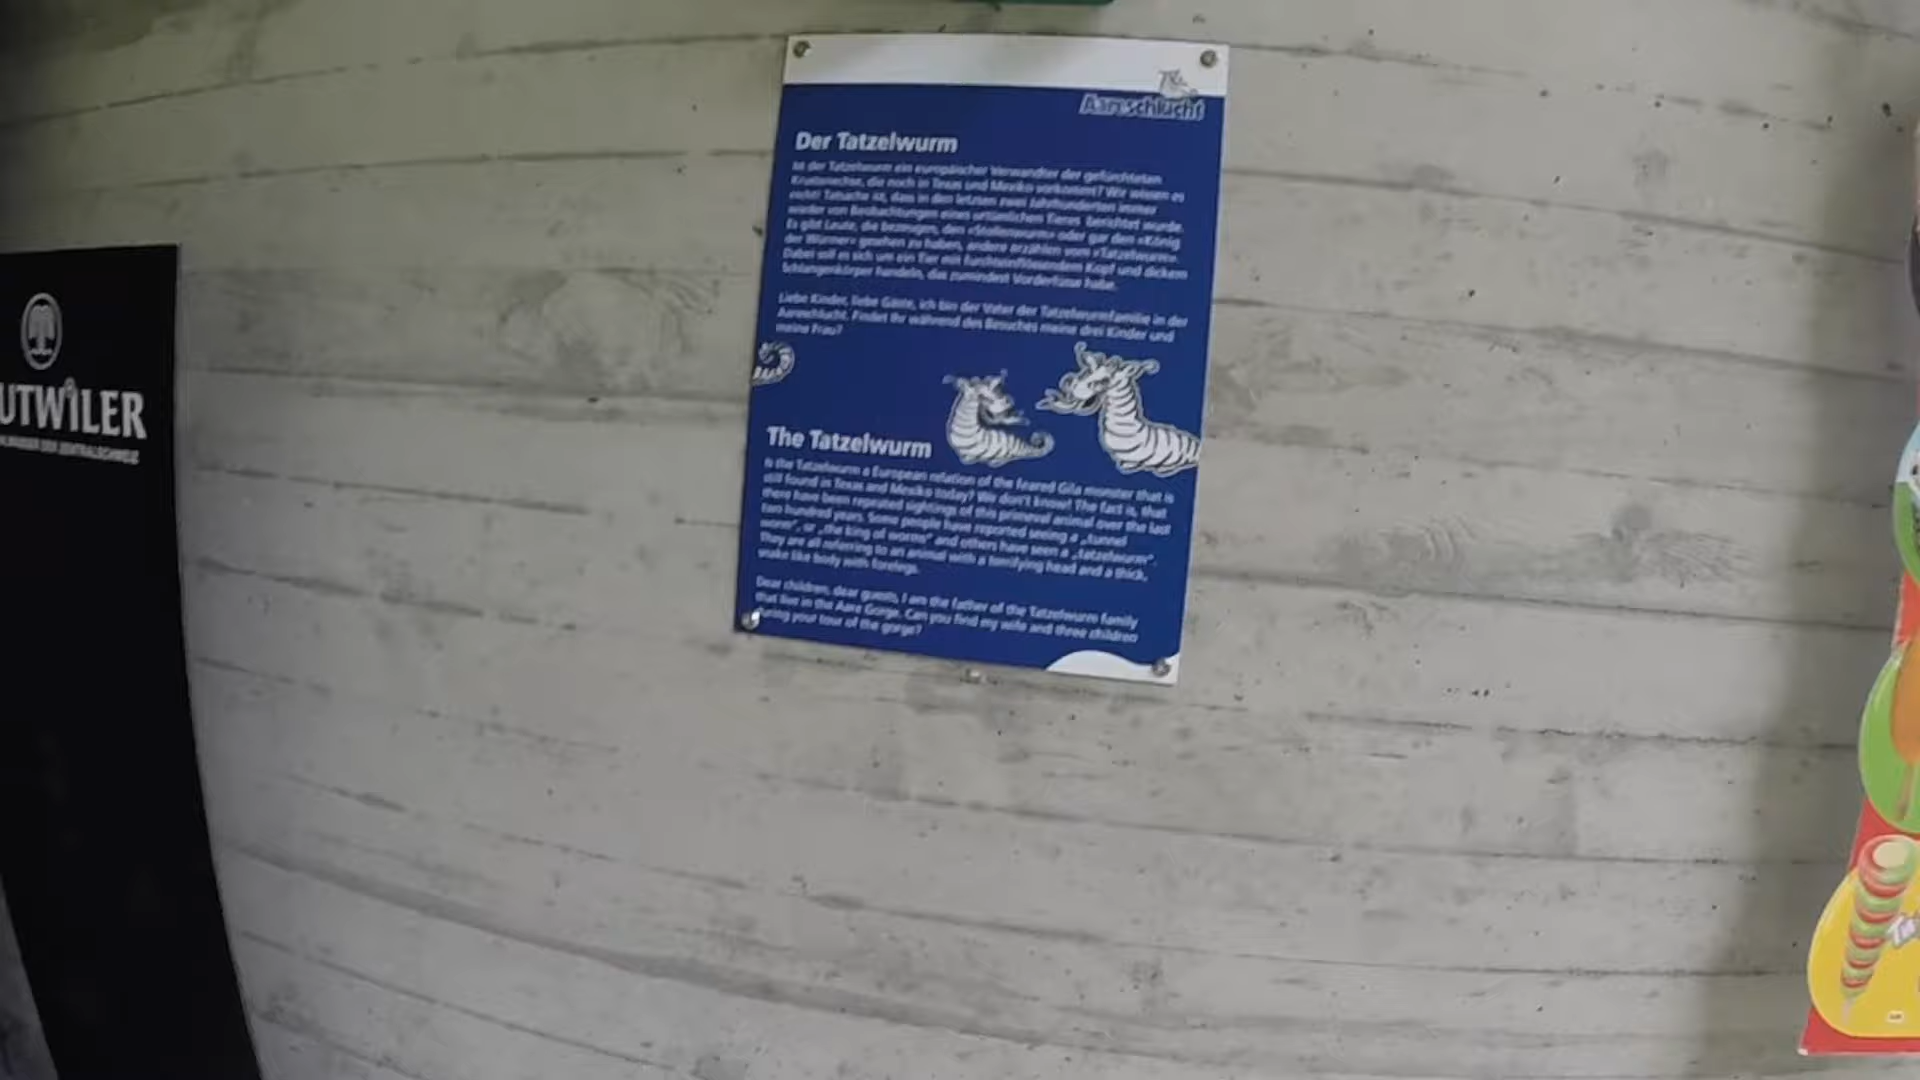 Aareschlucht
Der Tatzelwurm
Ist der Tatzelwurm ein europäischer Verwandter der gefürchteten
Krustenechse, die noch in Texas und Mexiko vorkommt? Wir wissen es
nicht! Tatsache ist, dass in den letzten zwei Jahrhunderten immer
wieder von Beobachtungen eines urtümlichen Tieres berichtet wurde.
Es gibt Leute, die bezeugen, den «Stollenwurm» oder gar den «König
der Würmer» gesehen zu haben, andere erzählen vom «Tatzelwurm».
Dabei soll es sich um ein Tier mit furchteinflössendem Kopf und dickem
Schlangenkörper handeln, das zumindest Vorderfüsse habe.
Liebe Kinder, liebe Gäste, ich bin der Vater der Tatzelwurmfamilie in der
Aareschlucht. Findet Ihr während des Besuches meine drei Kinder und
meine Frau?
The Tatzelwurm
Is the Tatzelwurm a European relation of the feared Gila monster that is
still found in Texas and Mexiko today? We don't know! The fact is, that
there have been repeated sightings of this primeval animal over the last
two hundred years. Some people have reported seeing a „tunnel
worm", or „the king of worms" and others have seen a „tatzelwurm".
They are all referring to an animal with a terrifying head and a thick,
snake like body with forelegs.
Dear children, dear guests, I am the father of the Tatzelwurm family
that live in the Aare Gorge. Can you find my wife and three children
during your tour of the gorge?
UTWILER
DER ZENTRALSCHWEIZ